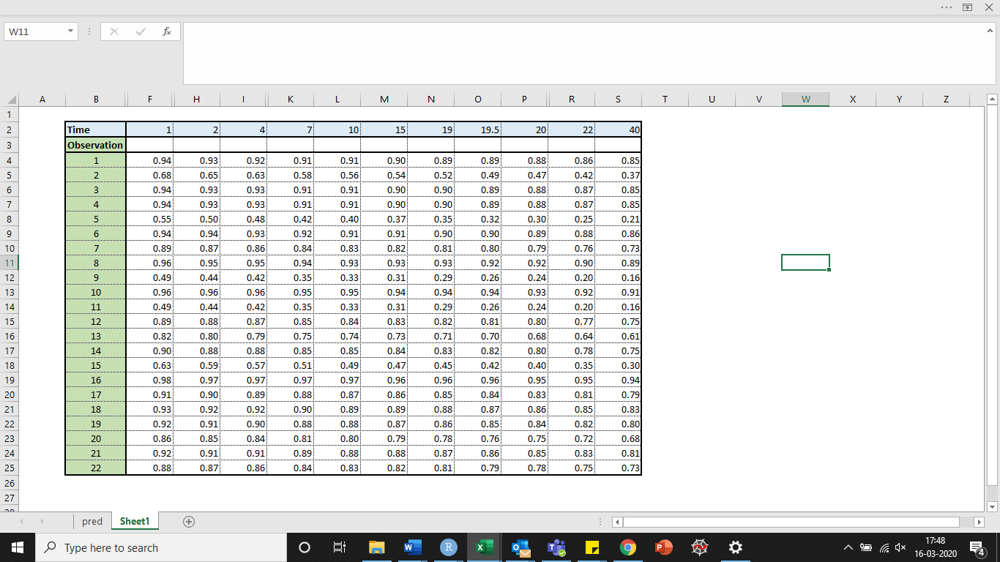 W11 fx
A B F H I K L M N O P R S T U V W X Y Z
1
2 Time 1 2 4 7 10 15 19 19.5 20 22 40
3 Observation
4 1 0.94 0.93 0.92 0.91 0.91 0.90 0.89 0.89 0.88 0.86 0.85
5 2 0.68 0.65 0.63 0.58 0.56 0.54 0.52 0.49 0.47 0.42 0.37
6 3 0.94 0.93 0.93 0.91 0.91 0.90 0.90 0.89 0.88 0.87 0.85
7 4 0.94 0.93 0.93 0.91 0.91 0.90 0.90 0.89 0.88 0.87 0.85
8 5 0.55 0.50 0.48 0.42 0.40 0.37 0.35 0.32 0.30 0.25 0.21
9 6 0.94 0.94 0.93 0.92 0.91 0.91 0.90 0.90 0.89 0.88 0.86
10 7 0.89 0.87 0.86 0.84 0.83 0.82 0.81 0.80 0.79 0.76 0.73
11 8 0.96 0.95 0.95 0.94 0.93 0.93 0.93 0.92 0.92 0.90 0.89
12 9 0.49 0.44 0.42 0.35 0.33 0.31 0.29 0.26 0.24 0.20 0.16
13 10 0.96 0.96 0.96 0.95 0.95 0.94 0.94 0.94 0.93 0.92 0.91
14 11 0.49 0.44 0.42 0.35 0.33 0.31 0.29 0.26 0.24 0.20 0.16
15 12 0.89 0.88 0.87 0.85 0.84 0.83 0.82 0.81 0.80 0.77 0.75
16 13 0.82 0.80 0.79 0.75 0.74 0.73 0.71 0.70 0.68 0.64 0.61
17 14 0.90 0.88 0.88 0.85 0.85 0.84 0.83 0.82 0.80 0.78 0.75
18 15 0.63 0.59 0.57 0.51 0.49 0.47 0.45 0.42 0.40 0.35 0.30
19 16 0.98 0.97 0.97 0.97 0.97 0.96 0.96 0.96 0.95 0.95 0.94
20 17 0.91 0.90 0.89 0.88 0.87 0.86 0.85 0.84 0.83 0.81 0.79
21 18 0.93 0.92 0.92 0.90 0.89 0.89 0.88 0.87 0.86 0.85 0.83
22 19 0.92 0.91 0.90 0.88 0.88 0.87 0.86 0.85 0.84 0.82 0.80
23 20 0.86 0.85 0.84 0.81 0.80 0.79 0.78 0.76 0.75 0.72 0.68
24 21 0.92 0.91 0.91 0.89 0.88 0.88 0.87 0.86 0.85 0.83 0.81
25 22 0.88 0.87 0.86 0.84 0.83 0.82 0.81 0.79 0.78 0.75 0.73
26
27
pred Sheet1
Type here to search W R X O T P 17:48
16-03-2020 4